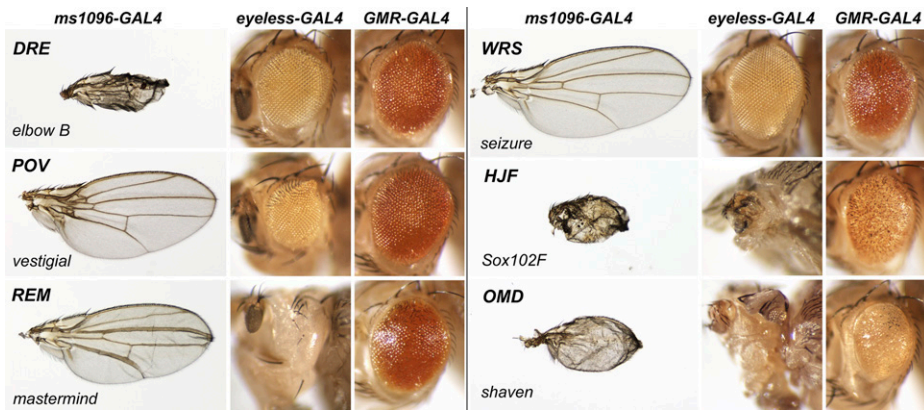 ms1096-GAL4 eyeless-GAL4 GMR-GAL4
DRE
elbow B
POV
vestigial
REM
mastermind
ms1096-GAL4 eyeless-GAL4 GMR-GAL4
WRS
seizure
HJF
Sox102F
OMD
shaven